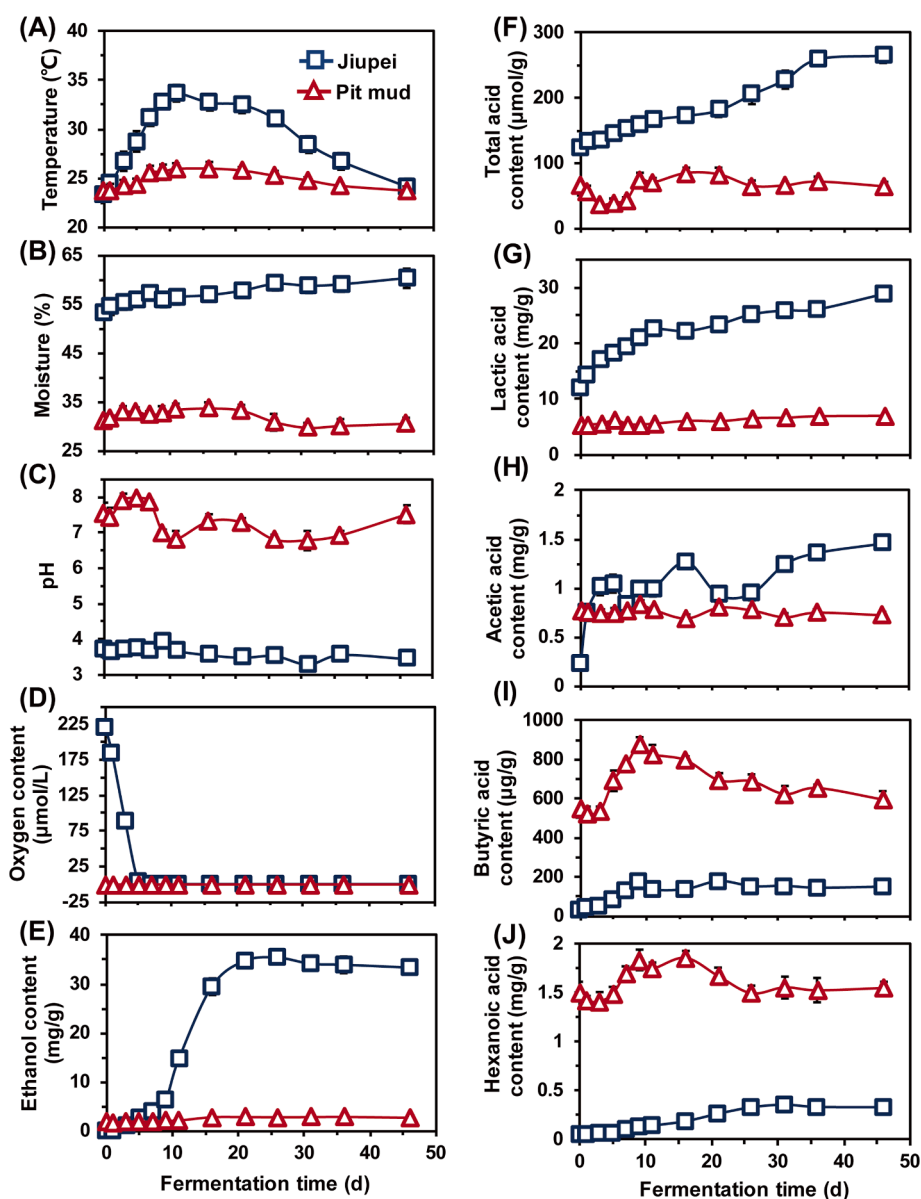 (A)
Temperature (℃)
40
35
30
25
20
Jiupei
Pit mud
(B)
Moisture (%)
65
55
45
35
25
(C)
pH
8
7
6
5
4
3
(D)
Oxygen content
(µmol/L)
225
175
125
75
25
-25
(E)
Ethanol content
(mg/g)
40
30
20
10
0
0 10 20 30 40 50
Fermentation time (d)
(F)
Total acid
content (µmol/g)
300
250
200
150
100
50
0
(G)
Lactic acid
content (mg/g)
30
20
10
0
(H)
Acetic acid
content (mg/g)
2
1.5
1
0.5
0
(I)
Butyric acid
content (µg/g)
1000
800
600
400
200
0
(J)
Hexanoic acid
content (mg/g)
2
1.5
1
0.5
0
0 10 20 30 40 50
Fermentation time (d)